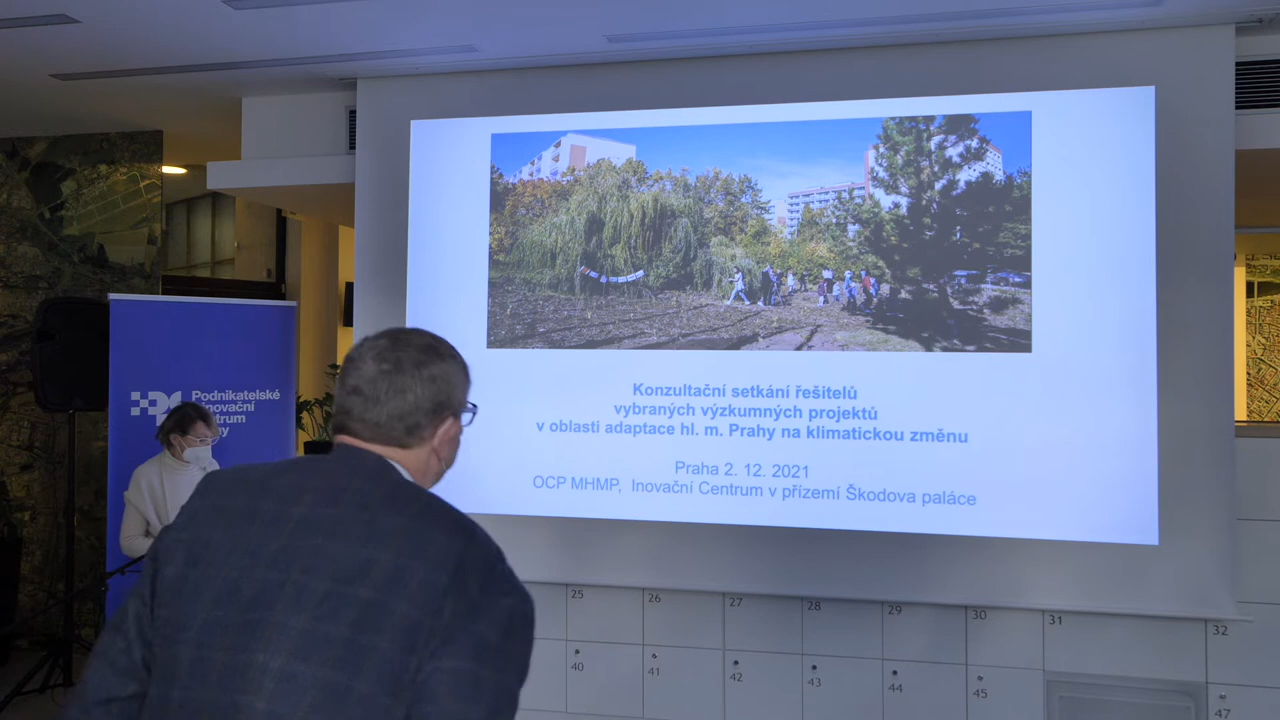 Konzultační setkání řešitelů
vybraných výzkumných projektů
v oblasti adaptace hl. m. Prahy na klimatickou změnu
Praha 2. 12. 2021
OCP MHMP, Inovační Centrum v přízemí Škodova paláce
Podnikatelské
inovační
centrum
25 26 27 28 29 30 31 32
40 41 42 43 44 45 47